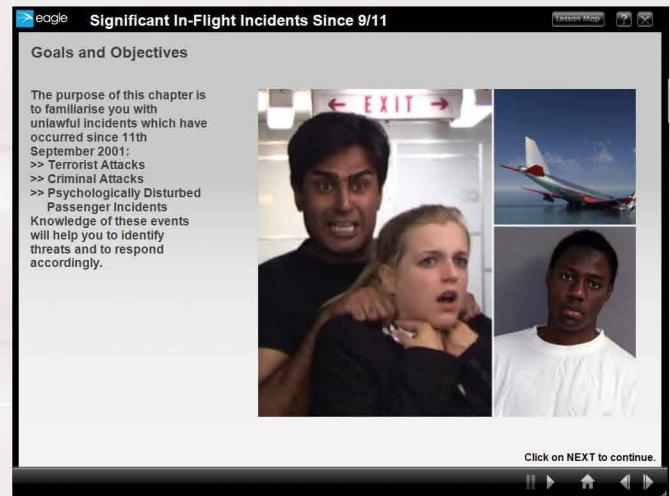 eagle Significant In-Flight Incidents Since 9/11
Lesson Map ?
Goals and Objectives
The purpose of this chapter is
to familiarise you with
unlawful incidents which have
occurred since 11th
September 2001:
>> Terrorist Attacks
>> Criminal Attacks
>> Psychologically Disturbed
Passenger Incidents
Knowledge of these events
will help you to identify
threats and to respond
accordingly.
← EXIT →
Click on NEXT to continue.